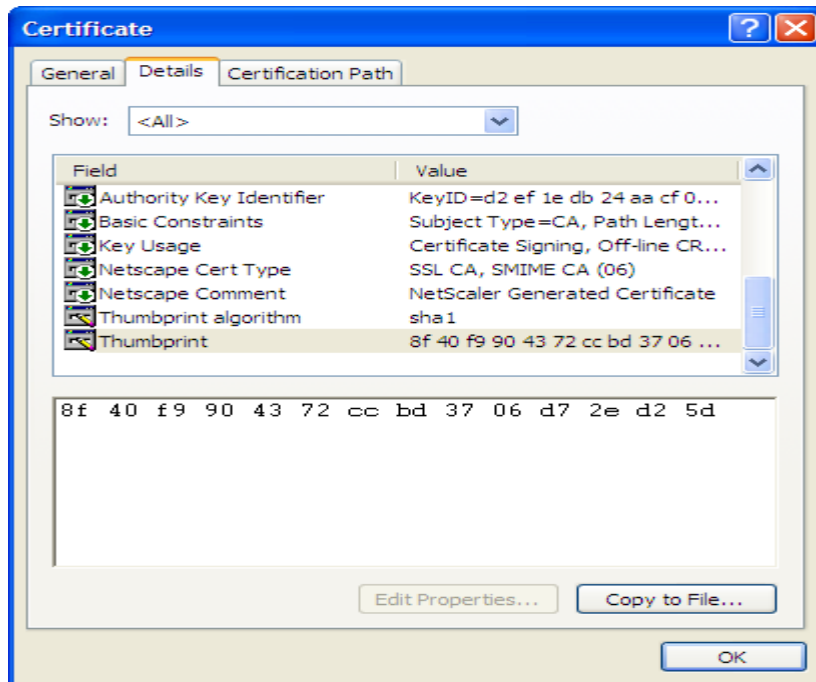 Certificate
General Details Certification Path
Show: <All>
Field Value
Authority Key Identifier KeyID=d2 ef 1e db 24 aa cf 0...
Basic Constraints Subject Type=CA, Path Lengt...
Key Usage Certificate Signing, Off-line CR...
Netscape Cert Type SSL CA, SMIME CA (06)
Netscape Comment NetScaler Generated Certificate
Thumbprint algorithm sha1
Thumbprint 8f 40 f9 90 43 72 cc bd 37 06 ...
8f 40 f9 90 43 72 cc bd 37 06 d7 2e d2 5d
Edit Properties... Copy to File...
OK